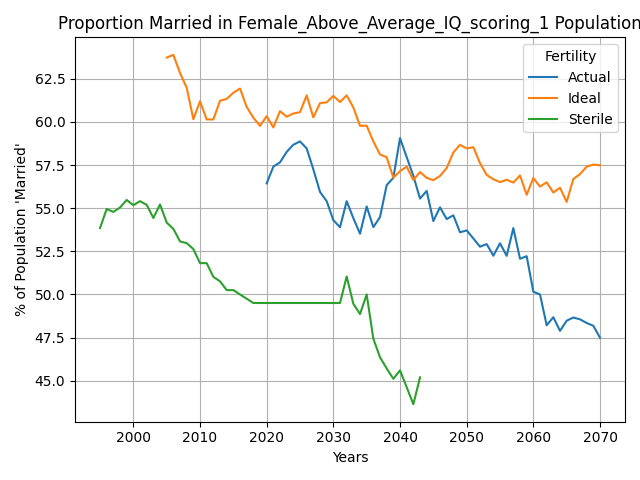 Proportion Married in Female_Above_Average_IQ_scoring_1 Population
Fertility
Actual
Ideal
Sterile
% of Population 'Married'
62.5
60.0
57.5
55.0
52.5
50.0
47.5
45.0
2000 2010 2020 2030 2040 2050 2060 2070
Years